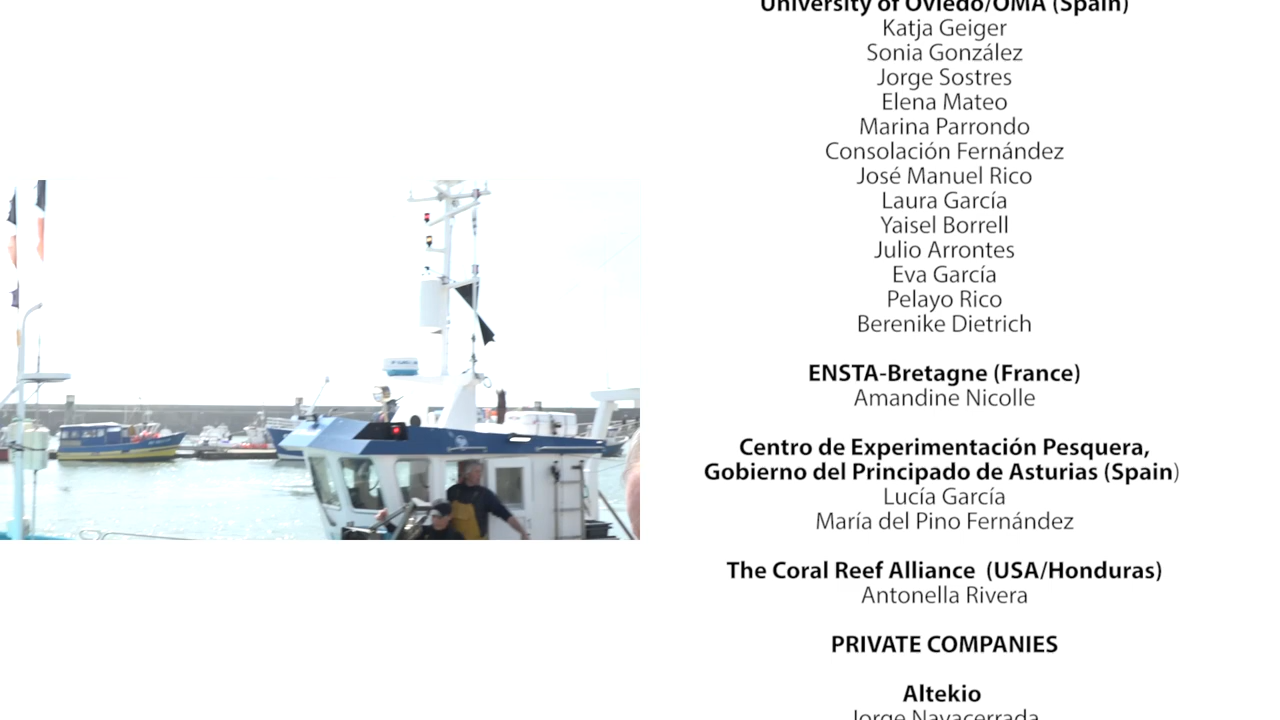 University of Oviedo/OMA (Spain)
Katja Geiger
Sonia González
Jorge Sostres
Elena Mateo
Marina Parrondo
Consolación Fernández
José Manuel Rico
Laura García
Yaisel Borrell
Julio Arrontes
Eva García
Pelayo Rico
Berenike Dietrich
ENSTA-Bretagne (France)
Amandine Nicolle
Centro de Experimentación Pesquera,
Gobierno del Principado de Asturias (Spain)
Lucía García
María del Pino Fernández
The Coral Reef Alliance (USA/Honduras)
Antonella Rivera
PRIVATE COMPANIES
Altekio
Jorge Navacerrada